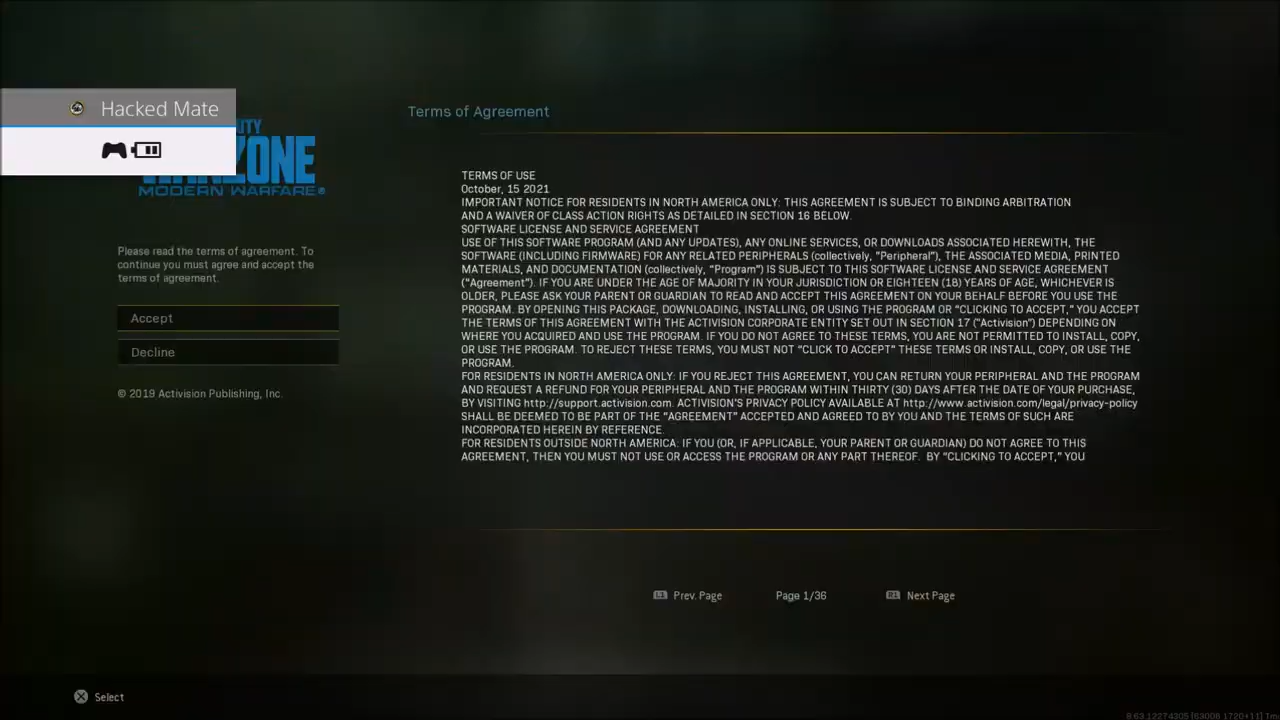 Hacked Mate
UTY
ZONE
MODERN WARFARE®
Please read the terms of agreement. To
continue you must agree and accept the
terms of agreement.
Accept
Decline
© 2019 Activision Publishing, Inc.
Terms of Agreement
TERMS OF USE
October, 15 2021
IMPORTANT NOTICE FOR RESIDENTS IN NORTH AMERICA ONLY: THIS AGREEMENT IS SUBJECT TO BINDING ARBITRATION
AND A WAIVER OF CLASS ACTION RIGHTS AS DETAILED IN SECTION 16 BELOW.
SOFTWARE LICENSE AND SERVICE AGREEMENT
USE OF THIS SOFTWARE PROGRAM (AND ANY UPDATES), ANY ONLINE SERVICES, OR DOWNLOADS ASSOCIATED HEREWITH, THE
SOFTWARE (INCLUDING FIRMWARE) FOR ANY RELATED PERIPHERALS (collectively, "Peripheral"), THE ASSOCIATED MEDIA, PRINTED
MATERIALS, AND DOCUMENTATION (collectively, "Program") IS SUBJECT TO THIS SOFTWARE LICENSE AND SERVICE AGREEMENT
("Agreement"). IF YOU ARE UNDER THE AGE OF MAJORITY IN YOUR JURISDICTION OR EIGHTEEN (18) YEARS OF AGE, WHICHEVER IS
OLDER, PLEASE ASK YOUR PARENT OR GUARDIAN TO READ AND ACCEPT THIS AGREEMENT ON YOUR BEHALF BEFORE YOU USE THE
PROGRAM. BY OPENING THIS PACKAGE, DOWNLOADING, INSTALLING, OR USING THE PROGRAM OR "CLICKING TO ACCEPT," YOU ACCEPT
THE TERMS OF THIS AGREEMENT WITH THE ACTIVISION CORPORATE ENTITY SET OUT IN SECTION 17 ("Activision") DEPENDING ON
WHERE YOU ACQUIRED AND USE THE PROGRAM. IF YOU DO NOT AGREE TO THESE TERMS, YOU ARE NOT PERMITTED TO INSTALL, COPY,
OR USE THE PROGRAM. TO REJECT THESE TERMS, YOU MUST NOT "CLICK TO ACCEPT" THESE TERMS OR INSTALL, COPY, OR USE THE
PROGRAM.
FOR RESIDENTS IN NORTH AMERICA ONLY: IF YOU REJECT THIS AGREEMENT, YOU CAN RETURN YOUR PERIPHERAL AND THE PROGRAM
AND REQUEST A REFUND FOR YOUR PERIPHERAL AND THE PROGRAM WITHIN THIRTY (30) DAYS AFTER THE DATE OF YOUR PURCHASE,
BY VISITING http://support.activision.com. ACTIVISION'S PRIVACY POLICY AVAILABLE AT http://www.activision.com/legal/privacy-policy
SHALL BE DEEMED TO BE PART OF THE "AGREEMENT" ACCEPTED AND AGREED TO BY YOU AND THE TERMS OF SUCH ARE
INCORPORATED HEREIN BY REFERENCE.
FOR RESIDENTS OUTSIDE NORTH AMERICA: IF YOU (OR, IF APPLICABLE, YOUR PARENT OR GUARDIAN) DO NOT AGREE TO THIS
AGREEMENT, THEN YOU MUST NOT USE OR ACCESS THE PROGRAM OR ANY PART THEREOF. BY "CLICKING TO ACCEPT," YOU
L1 Prev. Page
Page 1/36
R1 Next Page
Select